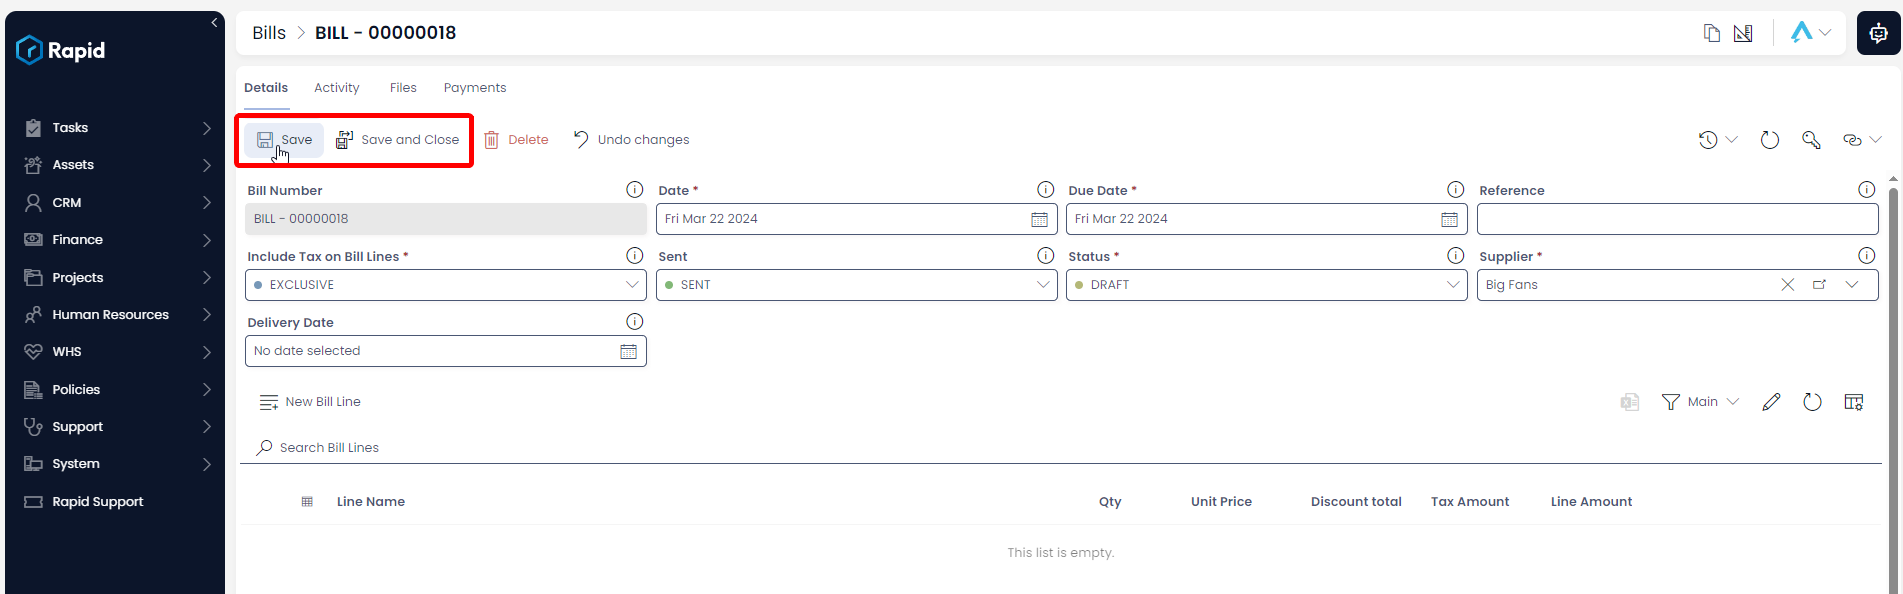 Rapid
Tasks
Assets
CRM
Finance
Projects
Human Resources
WHS
Policies
Support
System
Rapid Support
Bills > BILL - 00000018
Details Activity Files Payments
Save Save and Close Delete Undo changes
Bill Number Date * Due Date * Reference
BILL - 00000018 Fri Mar 22 2024 Fri Mar 22 2024
Include Tax on Bill Lines * Sent Status * Supplier *
EXCLUSIVE SENT DRAFT Big Fans
Delivery Date
No date selected
New Bill Line Main
Search Bill Lines
Line Name Qty Unit Price Discount total Tax Amount Line Amount
This list is empty.